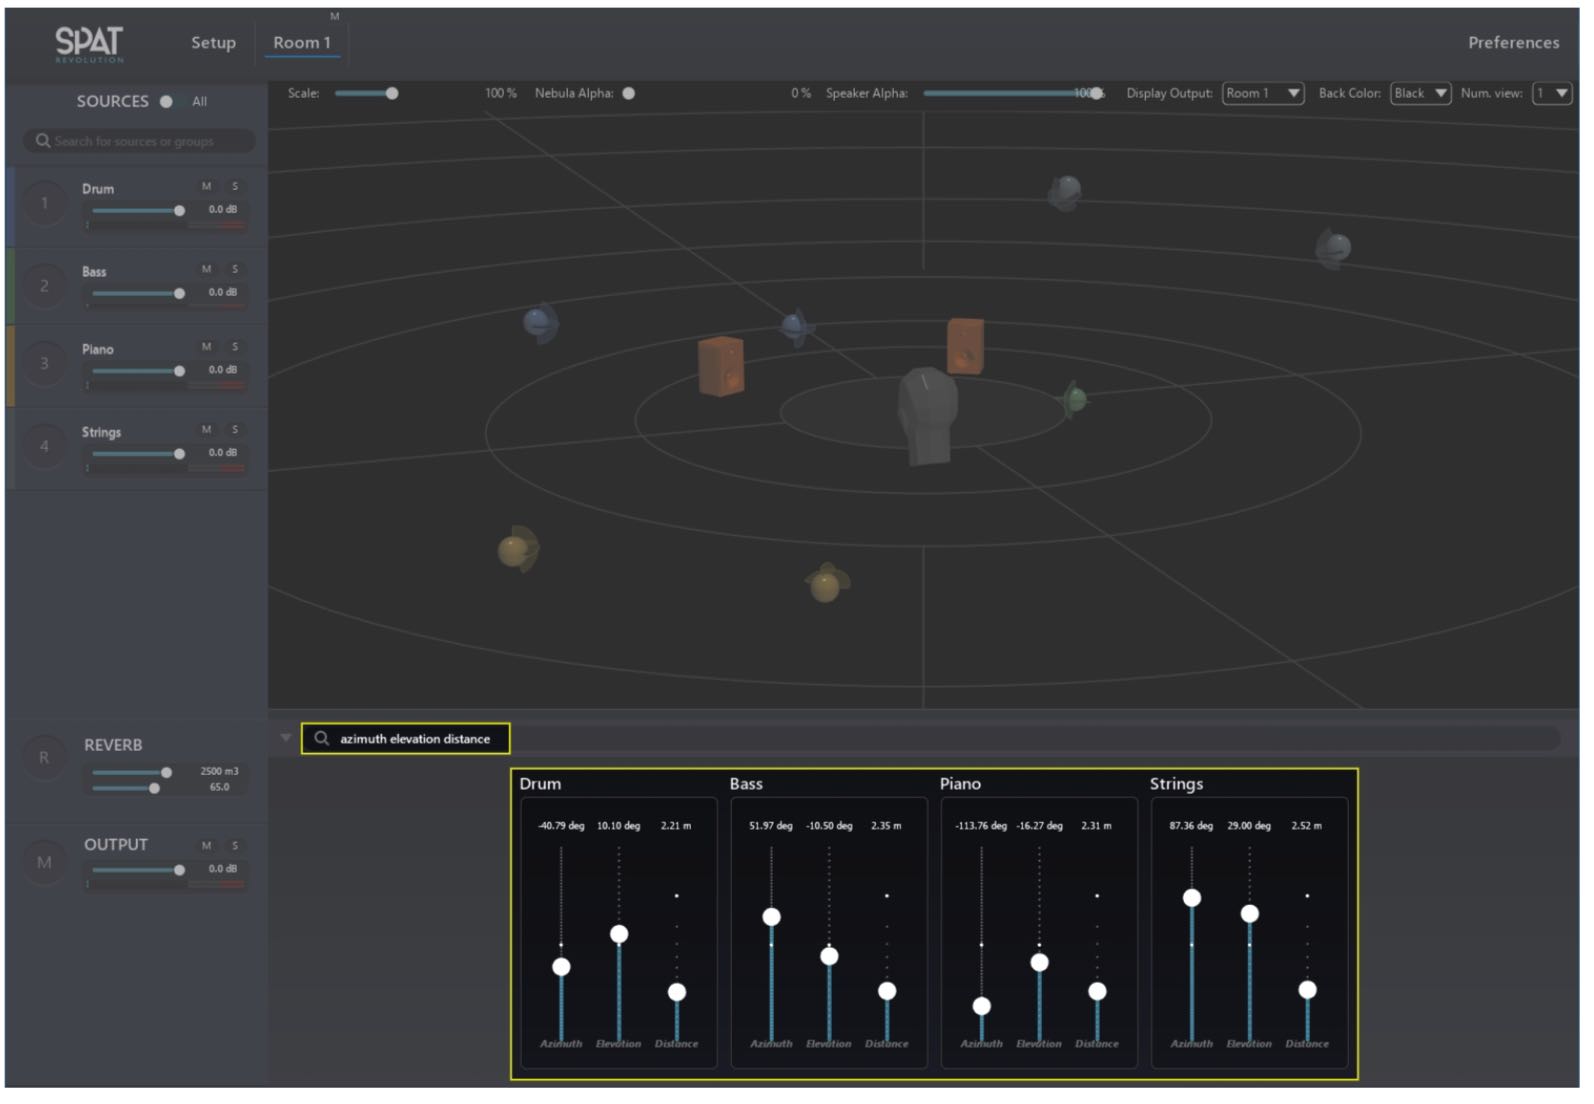 M
SPAT
REVOLUTION
Setup
Room 1
Preferences
SOURCES All
Scale: 100 % Nebula Alpha: 0 % Speaker Alpha: 100 % Display Output: Room 1 Back Color: Black Num. view: 1
Search for sources or groups
1 Drum M S
0.0 dB
2 Bass M S
0.0 dB
3 Piano M S
0.0 dB
4 Strings M S
0.0 dB
R REVERB
2500 m3
65.0
M OUTPUT M S
0.0 dB
azimuth elevation distance
Drum
-40.79 deg 10.10 deg 2.21 m
Azimuth Elevation Distance
Bass
51.97 deg -10.50 deg 2.35 m
Azimuth Elevation Distance
Piano
-113.76 deg -16.27 deg 2.31 m
Azimuth Elevation Distance
Strings
87.36 deg 29.00 deg 2.52 m
Azimuth Elevation Distance